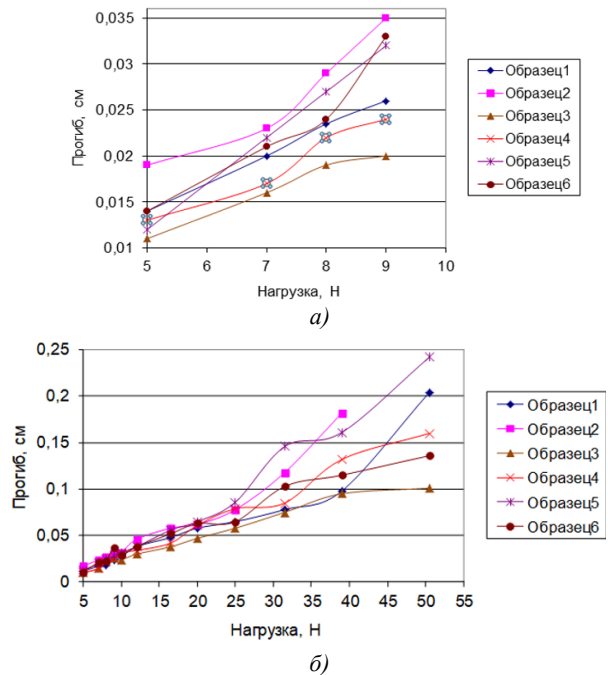 0,035
0,03
0,025
0,02
0,015
0,01
Прогиб, см
5 6 7 8 9 10
Нагрузка, Н
Образец1
Образец2
Образец3
Образец4
Образец5
Образец6
а)
0,25
0,2
0,15
0,1
0,05
0
Прогиб, см
5 10 15 20 25 30 35 40 45 50 55
Нагрузка, Н
Образец1
Образец2
Образец3
Образец4
Образец5
Образец6
б)